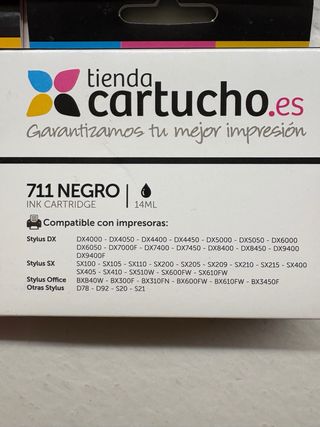 tienda
cartucho.es
Garantizamos tu mejor impresión
711 NEGRO
INK CARTRIDGE
14ML
Compatible con impresoras:
Stylus DX DX4000 - DX4050 - DX4400 - DX4450 - DX5000 - DX5050 - DX6000
DX6050 - DX7000F - DX7400 - DX7450 - DX8400 - DX8450 - DX9400
DX9400F
Stylus SX SX100 - SX105 - SX110 - SX200 - SX205 - SX209 - SX210 - SX215 - SX400
SX405 - SX410 - SX510W - SX600FW - SX610FW
Stylus Office BX840W - BX300F - BX310FN - BX600FW - BX610FW - BX3450F
Otras Stylus D78 - D92 - S20 - S21